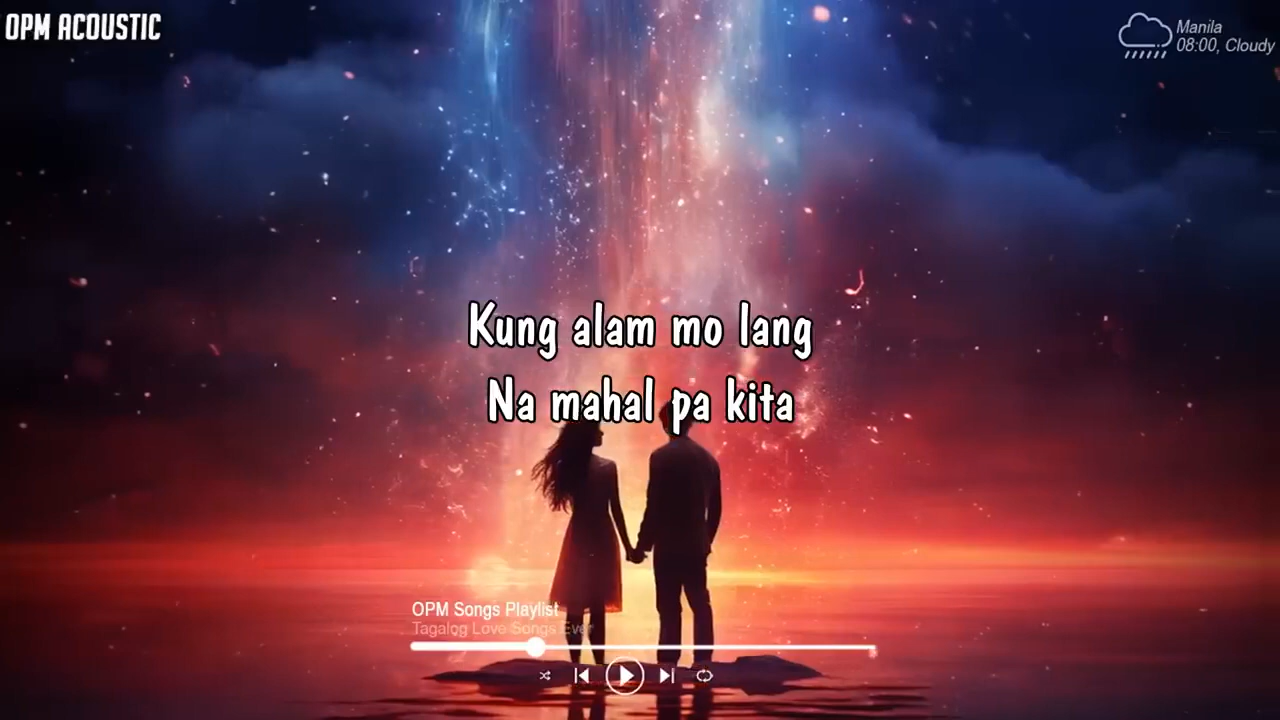 OPM ACOUSTIC
Manila
08:00, Cloudy
Kung alam mo lang
Na mahal pa kita
OPM Songs Playlist
Tagalog Love Songs Ever